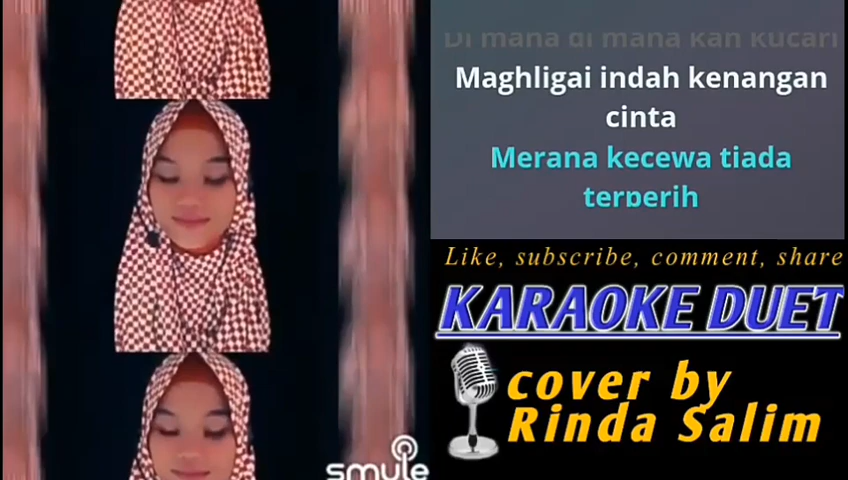 Di mana di mana kan kucari
Maghligai indah kenangan
cinta
Merana kecewa tiada
terperih
Like, subscribe, comment, share
KARAOKE DUET
cover by
Rinda Salim
smule